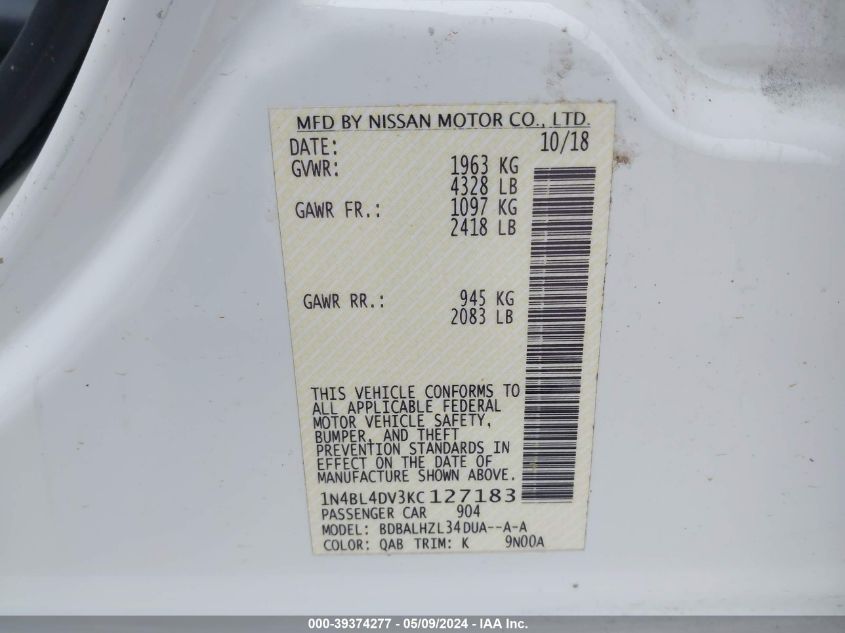 MFD BY NISSAN MOTOR CO., LTD.
DATE: 10/18
GVWR: 1963 KG
4328 LB
GAWR FR.: 1097 KG
2418 LB
GAWR RR.: 945 KG
2083 LB
THIS VEHICLE CONFORMS TO
ALL APPLICABLE FEDERAL
MOTOR VEHICLE SAFETY,
BUMPER, AND THEFT
PREVENTION STANDARDS IN
EFFECT ON THE DATE OF
MANUFACTURE SHOWN ABOVE.
1N4BL4DV3KC127183
PASSENGER CAR 904
MODEL: BDBALHZL34DUA--A-A
COLOR: QAB TRIM: K 9N00A
000-39374277 - 05/09/2024 - IAA Inc.